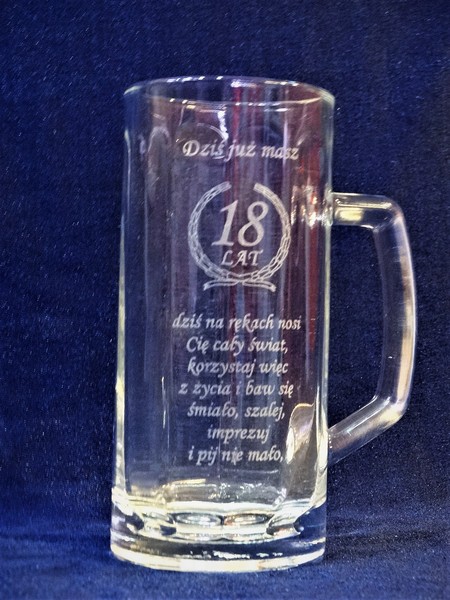 Dziś już masz
18
LAT
dziś na rękach nosi
Cię cały świat,
korzystaj więc
z życia i baw się
śmiało, szalej,
imprezuj
i pij nie mało,